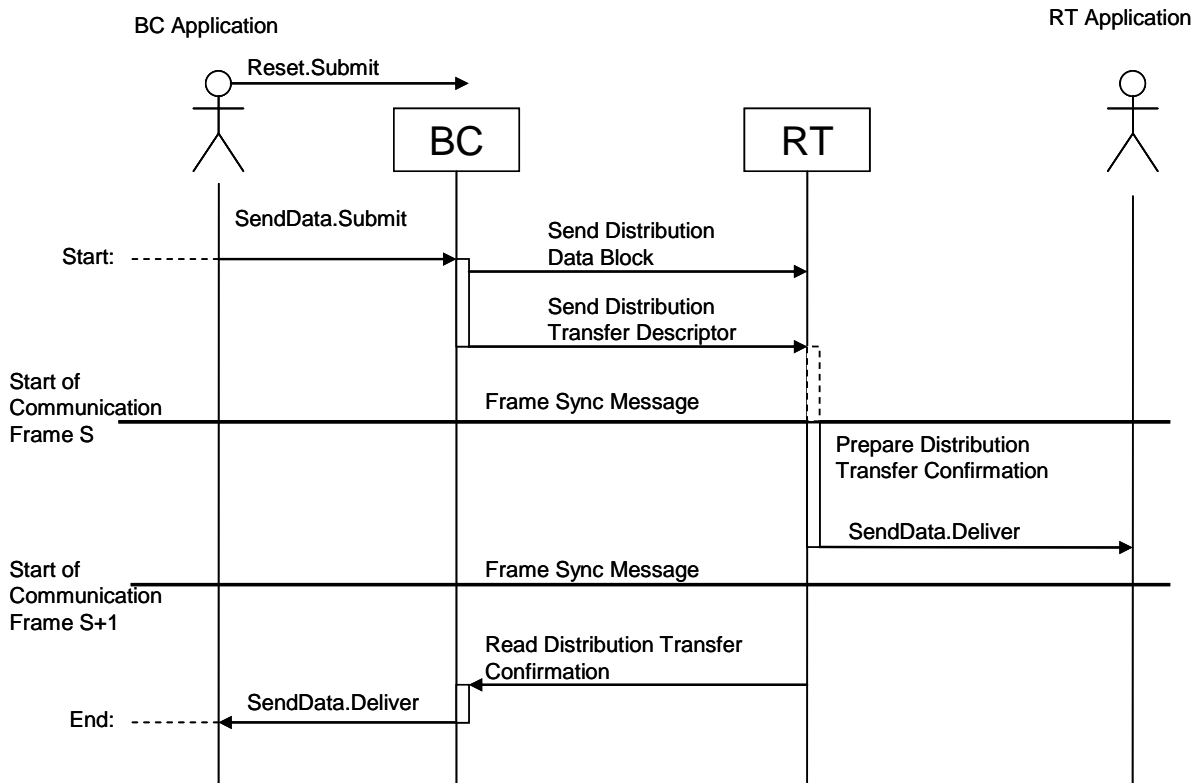 BC Application
RT Application
Reset.Submit
BC
RT
SendData.Submit
Start:
Send Distribution
Data Block
Send Distribution
Transfer Descriptor
Start of
Communication
Frame S
Frame Sync Message
Prepare Distribution
Transfer Confirmation
SendData.Deliver
Start of
Communication
Frame S+1
Frame Sync Message
Read Distribution Transfer
Confirmation
SendData.Deliver
End: